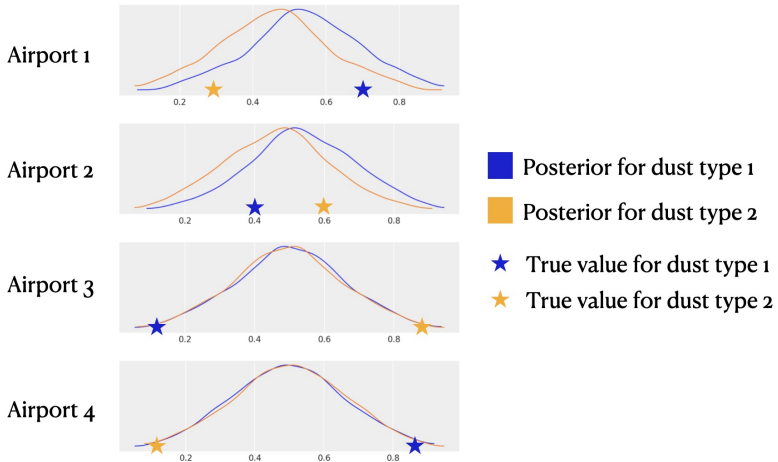 Airport 1
0.2 0.4 0.6 0.8
Airport 2
0.2 0.4 0.6 0.8
Airport 3
0.2 0.4 0.6 0.8
Airport 4
0.2 0.4 0.6 0.8
Posterior for dust type 1
Posterior for dust type 2
True value for dust type 1
True value for dust type 2